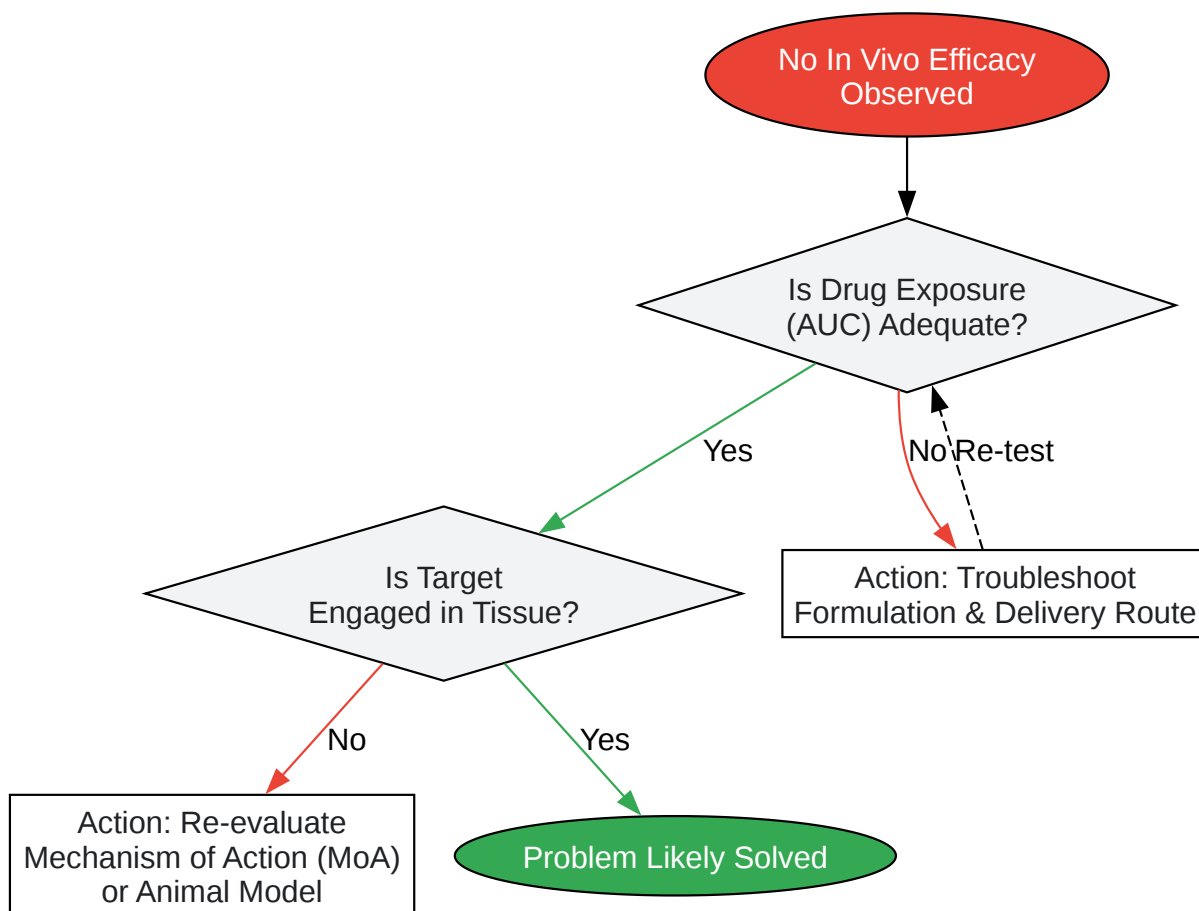 No In Vivo Efficacy
Observed
Is Drug Exposure
(AUC) Adequate?
Yes
No
Re-test
Is Target
Engaged in Tissue?
Action: Troubleshoot
Formulation & Delivery Route
No
Yes
Action: Re-evaluate
Mechanism of Action (MoA)
or Animal Model
Problem Likely Solved